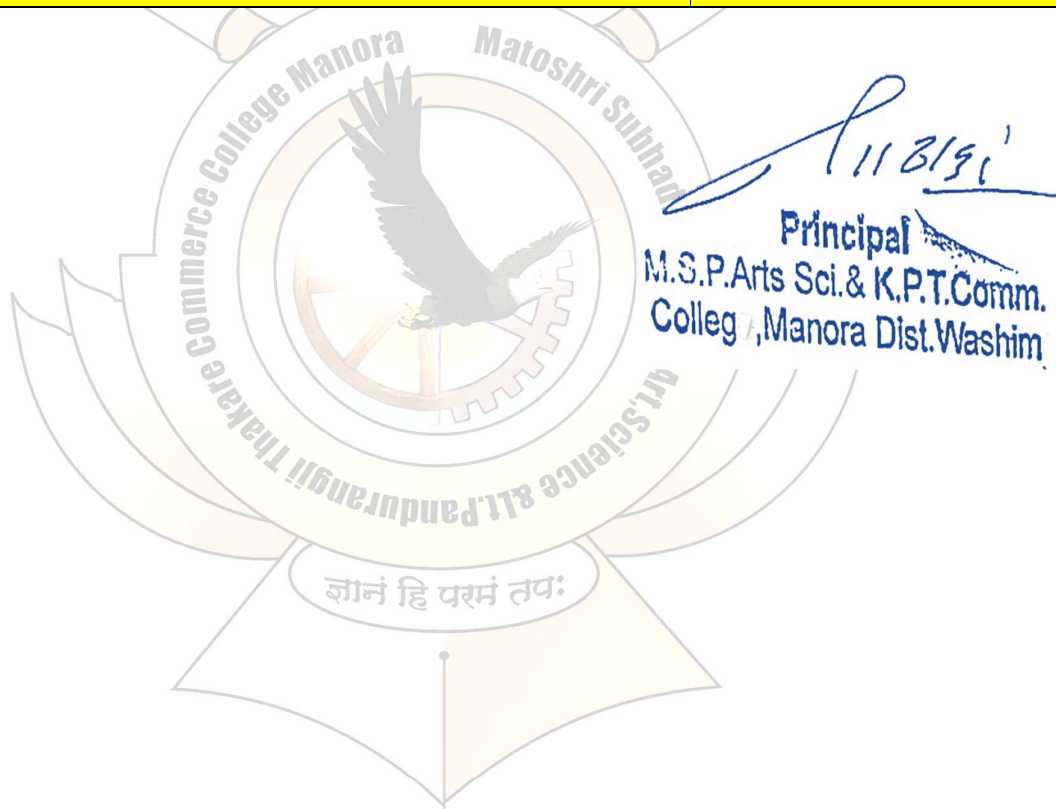 Commerce College Manora
Matoshri Subhad
Art,Science &Lt.Pandurangji Thakare
ज्ञानं हि परमं तपः
Principal
M.S.P.Arts Sci.& K.P.T.Comm.
Colleg ,Manora Dist.Washim